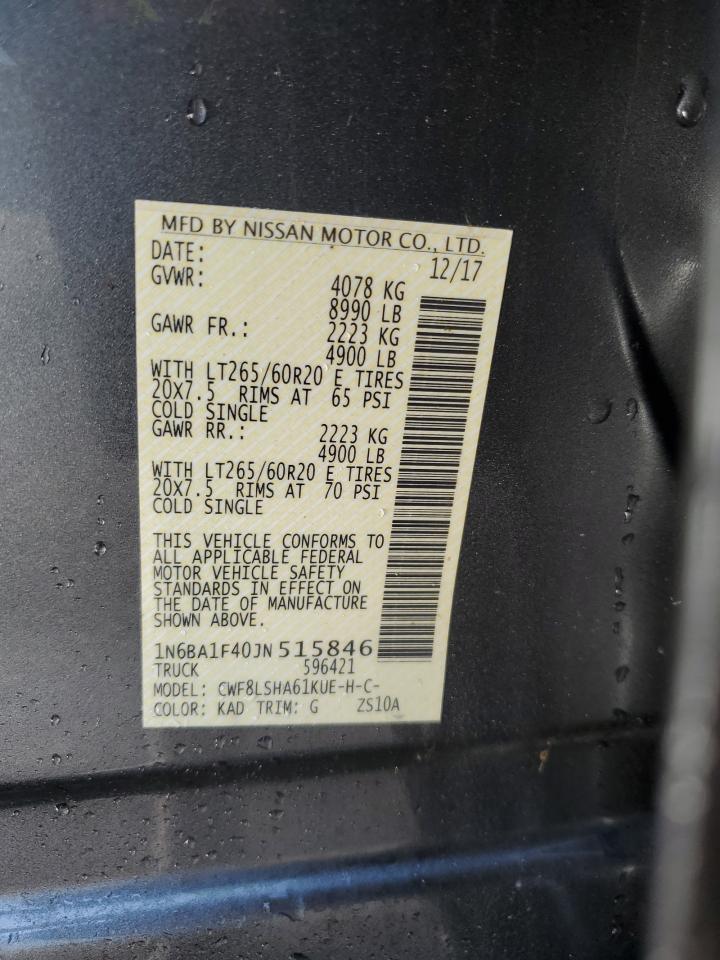 MFD BY NISSAN MOTOR CO., LTD.
DATE: 12/17
GVWR: 4078 KG
8990 LB
GAWR FR.: 2223 KG
4900 LB
WITH LT265/60R20 E TIRES
20X7.5 RIMS AT 65 PSI
COLD SINGLE
GAWR RR.: 2223 KG
4900 LB
WITH LT265/60R20 E TIRES
20X7.5 RIMS AT 70 PSI
COLD SINGLE
THIS VEHICLE CONFORMS TO
ALL APPLICABLE FEDERAL
MOTOR VEHICLE SAFETY
STANDARDS IN EFFECT ON
THE DATE OF MANUFACTURE
SHOWN ABOVE.
1N6BA1F40JN515846
TRUCK 596421
MODEL: CWF8LSHA61KUE-H-C-
COLOR: KAD TRIM: G ZS10A